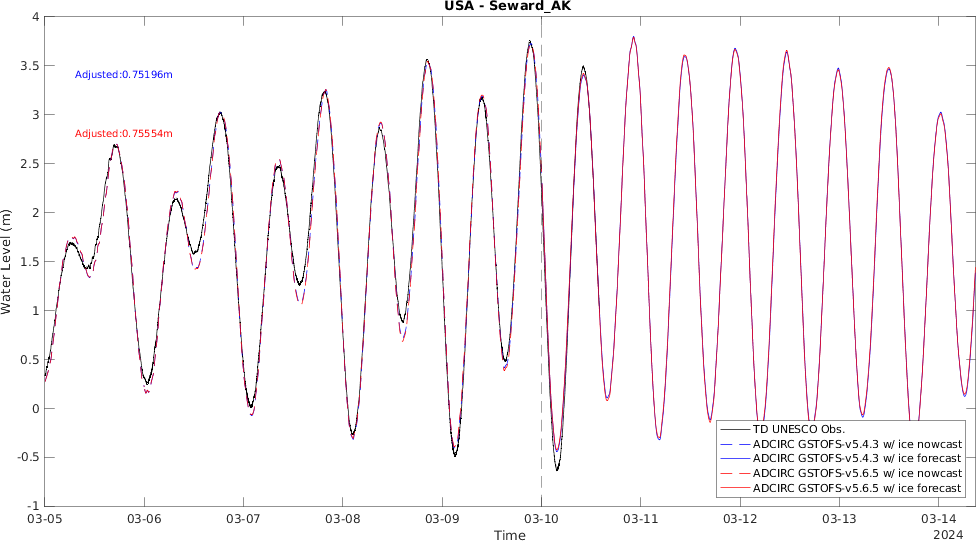 USA - Seward_AK
4
3.5
3
2.5
2
1.5
1
0.5
0
-0.5
-1
Water Level (m)
Adjusted:0.75196m
Adjusted:0.75554m
TD UNESCO Obs.
ADCIRC GSTOFS-v5.4.3 w/ ice nowcast
ADCIRC GSTOFS-v5.4.3 w/ ice forecast
ADCIRC GSTOFS-v5.6.5 w/ ice nowcast
ADCIRC GSTOFS-v5.6.5 w/ ice forecast
03-05 03-06 03-07 03-08 03-09 03-10 03-11 03-12 03-13 03-14
Time
2024